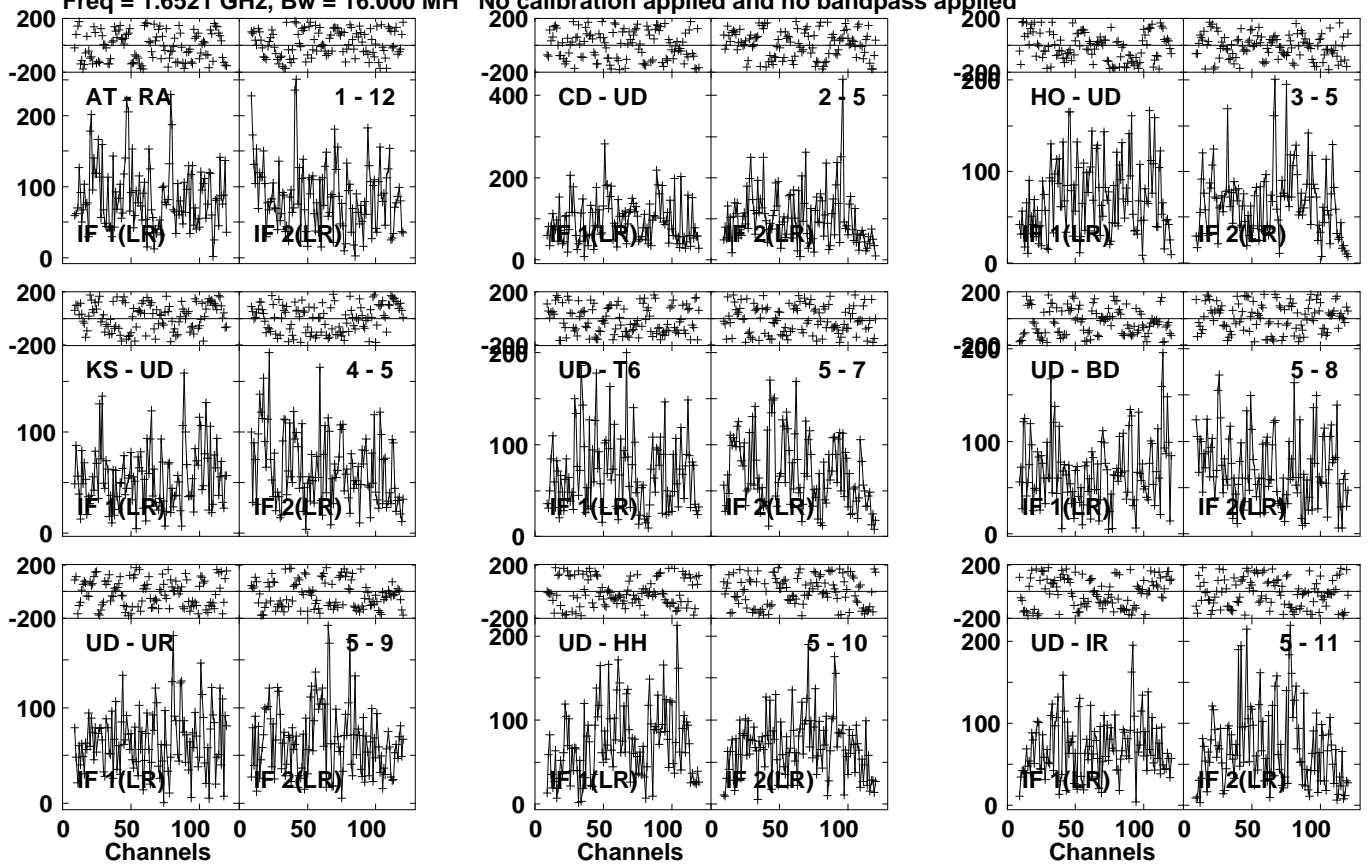 Freq = 1.6521 GHz, Bw = 16.000 MH No calibration applied and no bandpass applied
200
-200
200
100
0
AT - RA 1 - 12
IF 1(LR) IF 2(LR)
200
-200
400
200
0
CD - UD 2 - 5
IF 1(LR) IF 2(LR)
200
-200
200
150
100
50
0
HO - UD 3 - 5
IF 1(LR) IF 2(LR)
200
-200
100
0
KS - UD 4 - 5
IF 1(LR) IF 2(LR)
200
-200
200
100
0
UD - T6 5 - 7
IF 1(LR) IF 2(LR)
200
-200
200
100
0
UD - BD 5 - 8
IF 1(LR) IF 2(LR)
200
-200
100
0
UD - UR 5 - 9
IF 1(LR) IF 2(LR)
0 50 100 0 50 100
Channels
200
-200
200
100
0
UD - HH 5 - 10
IF 1(LR) IF 2(LR)
0 50 100 0 50 100
Channels
200
-200
200
100
0
UD - IR 5 - 11
IF 1(LR) IF 2(LR)
0 50 100 0 50 100
Channels